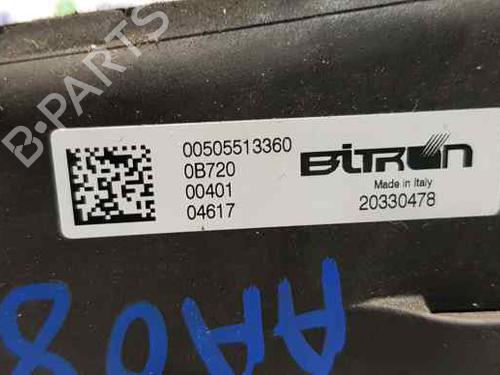 00505513360
0B720
00401
04617
BiTRON
Made in Italy
20330478
AA08
B-PARTS